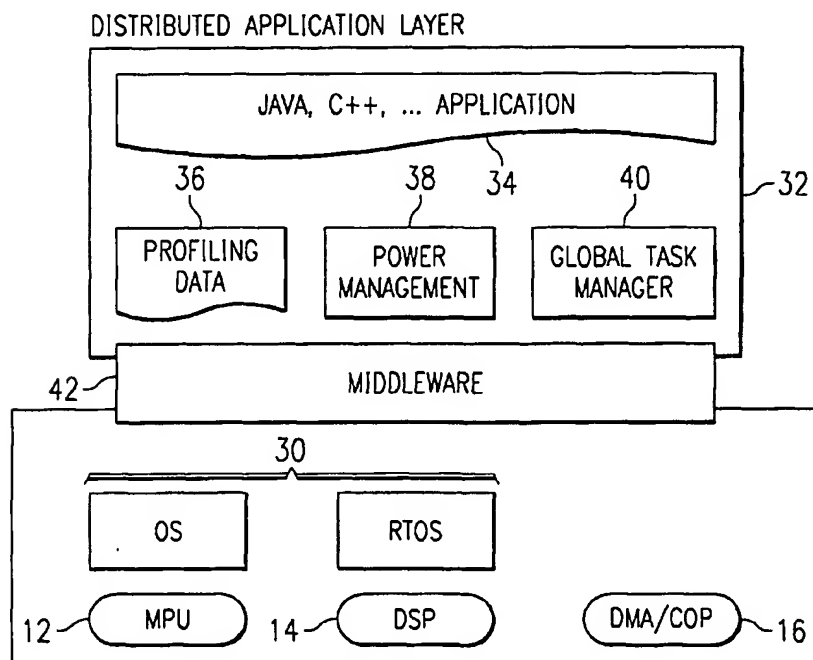 DISTRIBUTED APPLICATION LAYER
JAVA, C++, ... APPLICATION
34
32
36
38
40
PROFILING
DATA
POWER
MANAGEMENT
GLOBAL TASK
MANAGER
42
MIDDLEWARE
30
OS
RTOS
12
MPU
14
DSP
DMA/COP
16